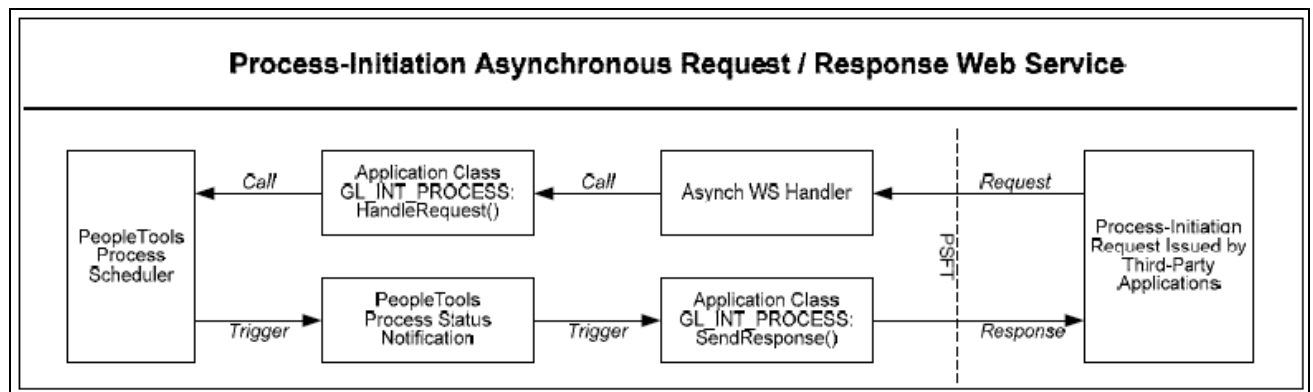 Process-Initiation Asynchronous Request / Response Web Service
PeopleTools
Process
Scheduler
Call
Application Class
GL_INT_PROCESS:
HandleRequest()
Call
Asynch WS Handler
Request
Process-Initiation
Request Issued by
Third-Party
Applications
PSFT
Trigger
PeopleTools
Process Status
Notification
Trigger
Application Class
GL_INT_PROCESS:
SendResponse()
Response